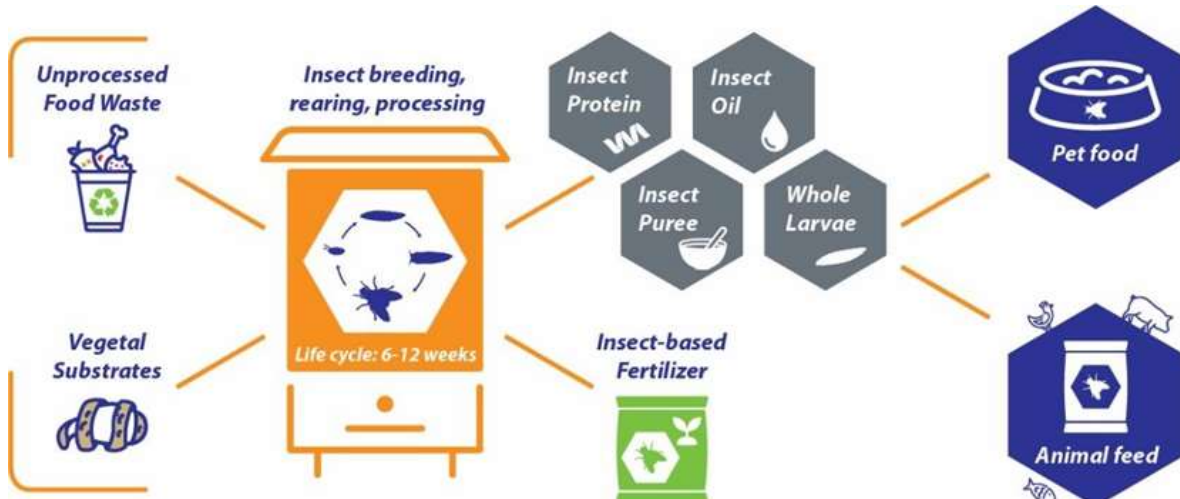 Unprocessed
Food Waste
Vegetal
Substrates
Insect breeding,
rearing, processing
Life cycle: 6-12 weeks
Insect
Protein
Insect
Oil
Insect
Puree
Whole
Larvae
Insect-based
Fertilizer
Pet food
Animal feed